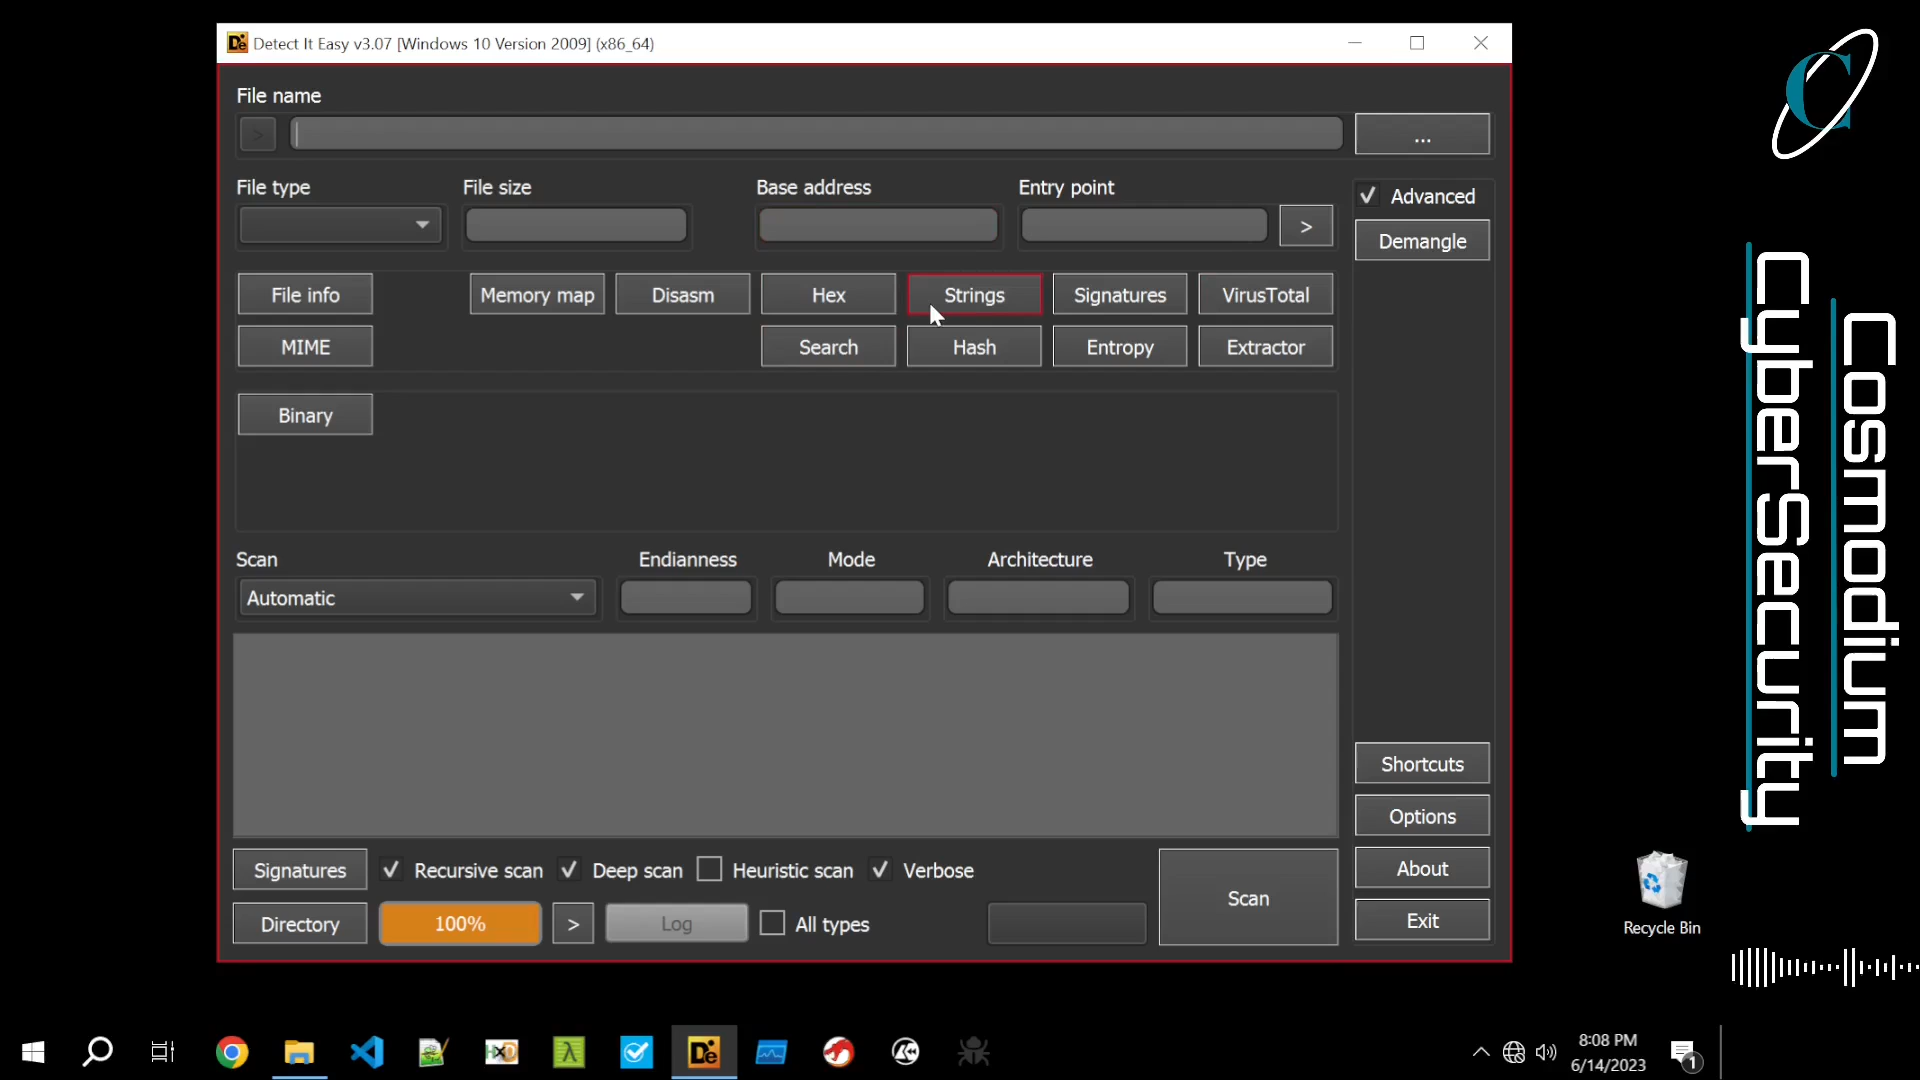 Detect It Easy v3.07 [Windows 10 Version 2009] (x86_64)
File name
>
...
File type
File size
Base address
Entry point
>
Advanced
Demangle
File info
Memory map
Disasm
Hex
Strings
Signatures
VirusTotal
MIME
Search
Hash
Entropy
Extractor
Binary
Scan
Endianness
Mode
Architecture
Type
Automatic
Shortcuts
Options
About
Exit
Signatures
Recursive scan
Deep scan
Heuristic scan
Verbose
Scan
Directory
100%
>
Log
All types
C
Cosmodium
CyberSecurity
Recycle Bin
DE
8:08 PM
6/14/2023
1